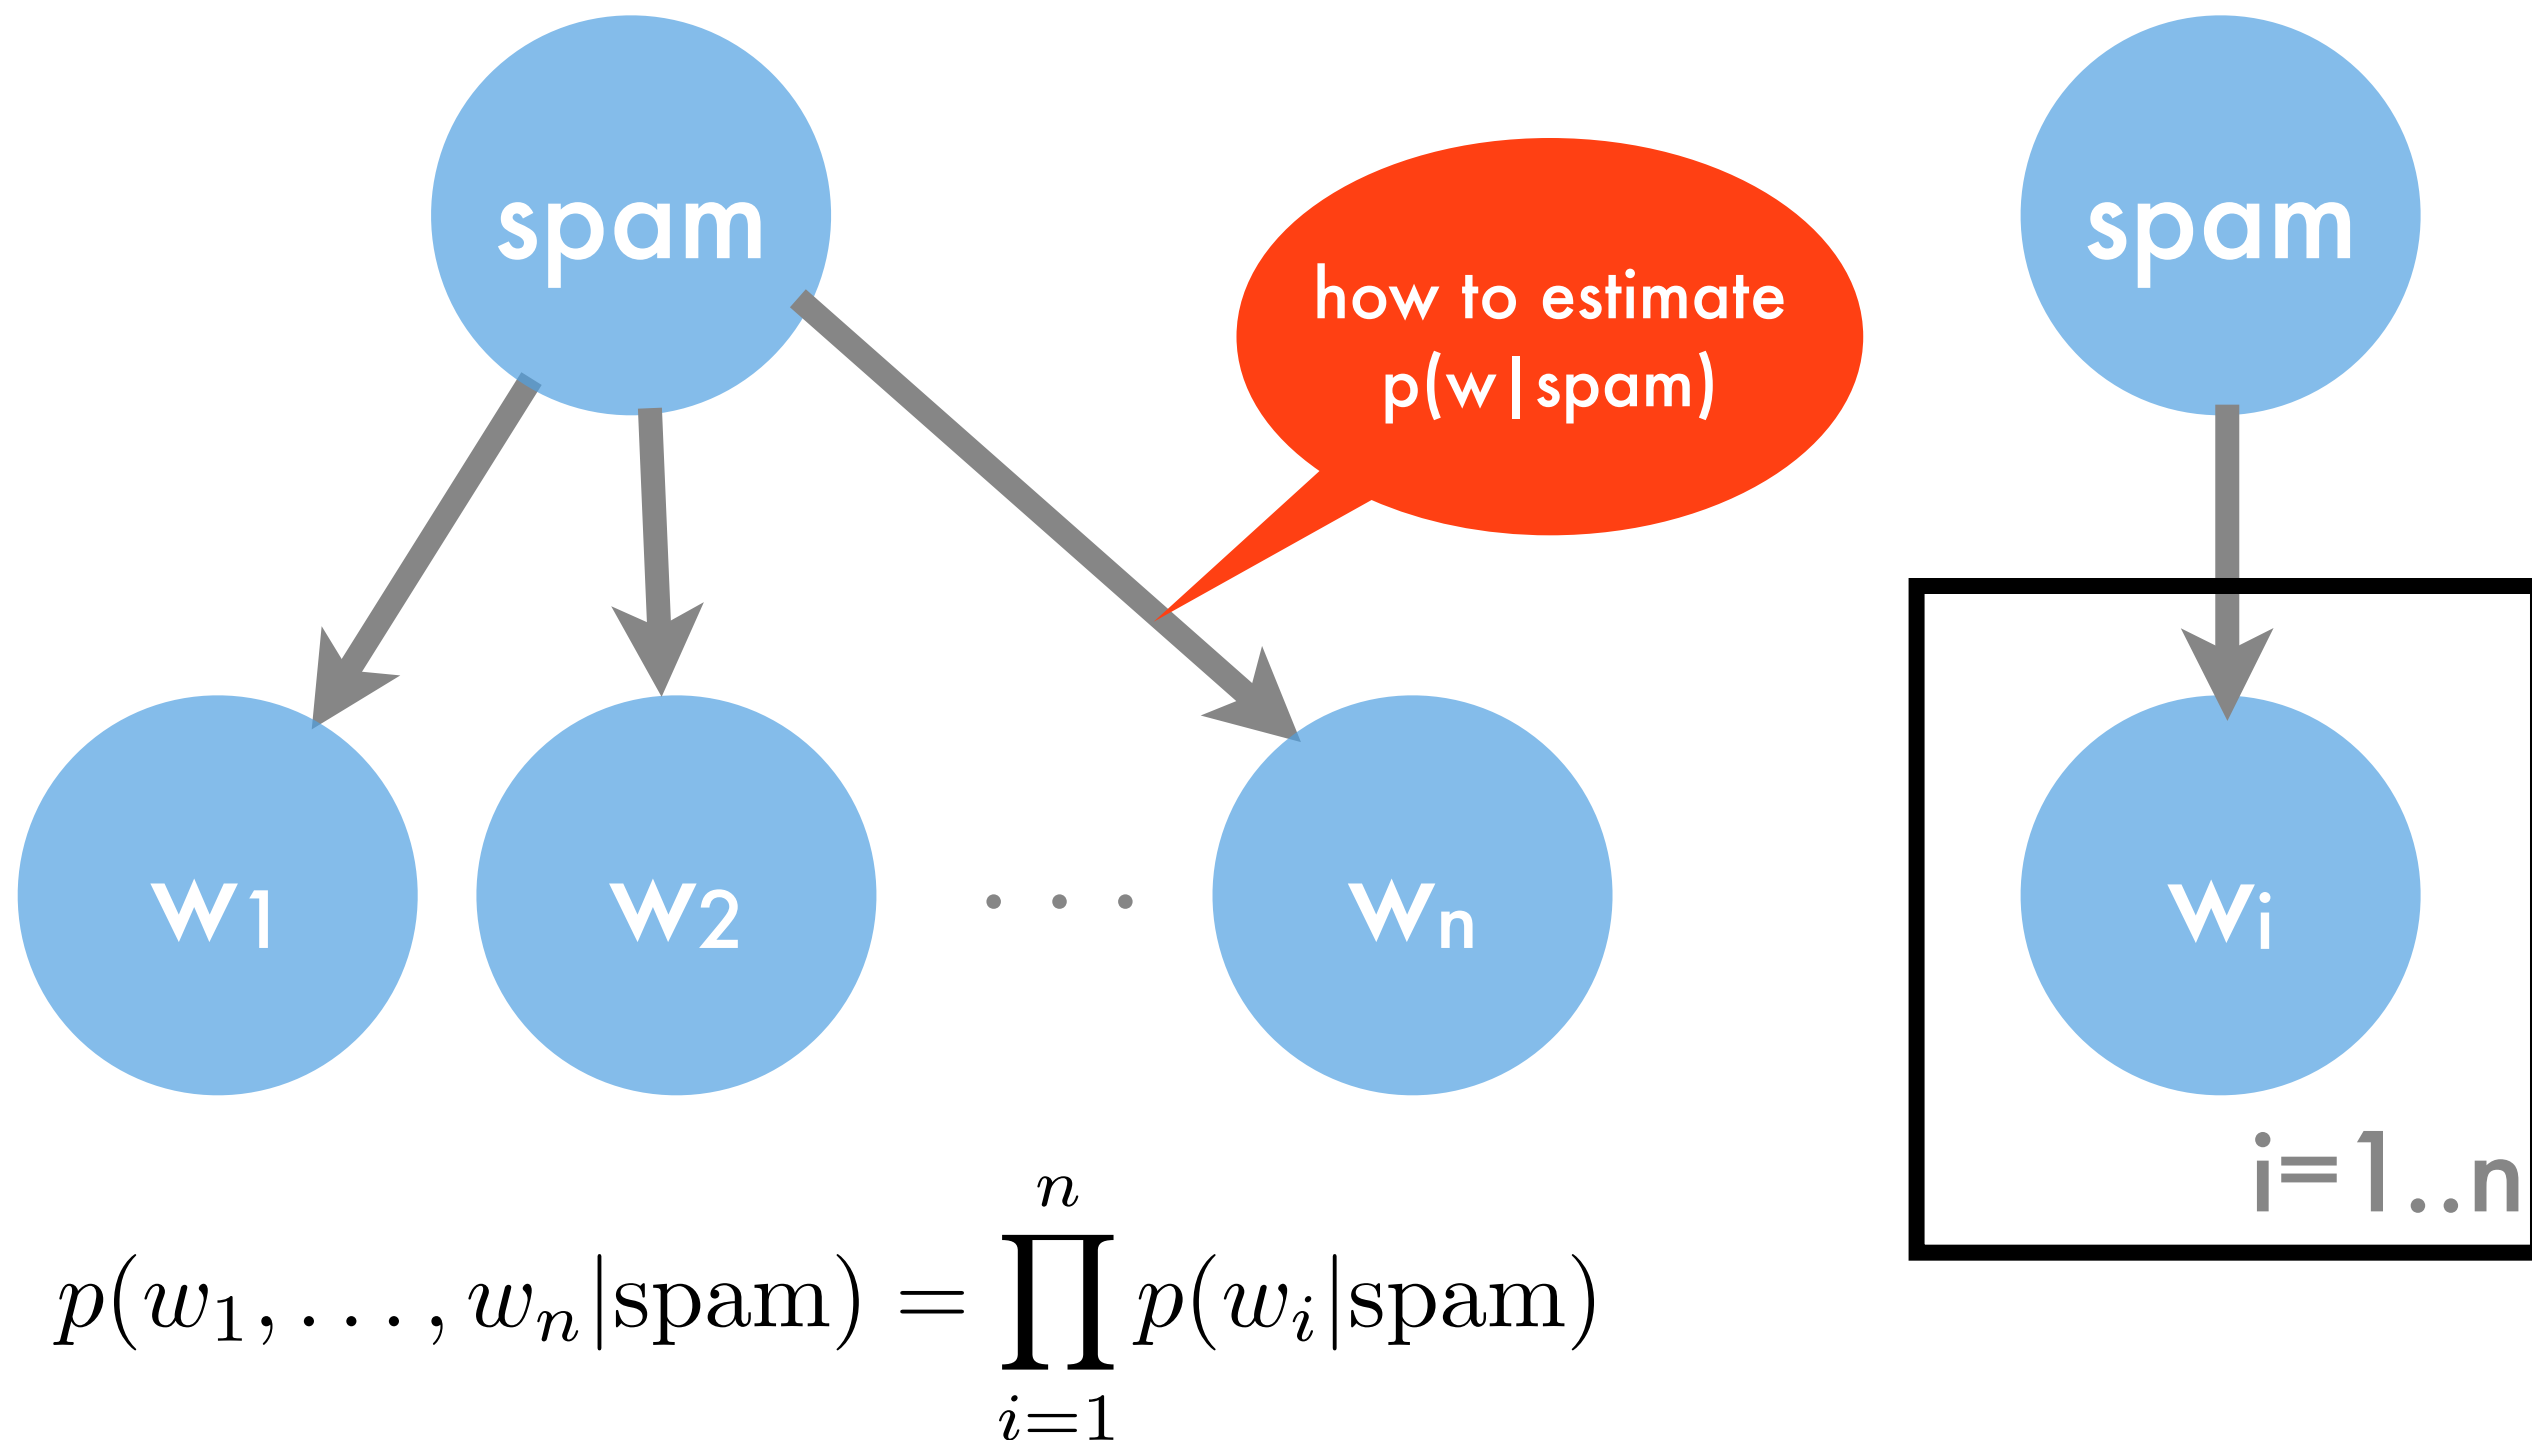 spam
how to estimate
p(w|spam)
w1
w2
. . .
wn
p(w1, . . . , wn|spam) = ∏_{i=1}^{n} p(wi|spam)
spam
wi
i=1..n